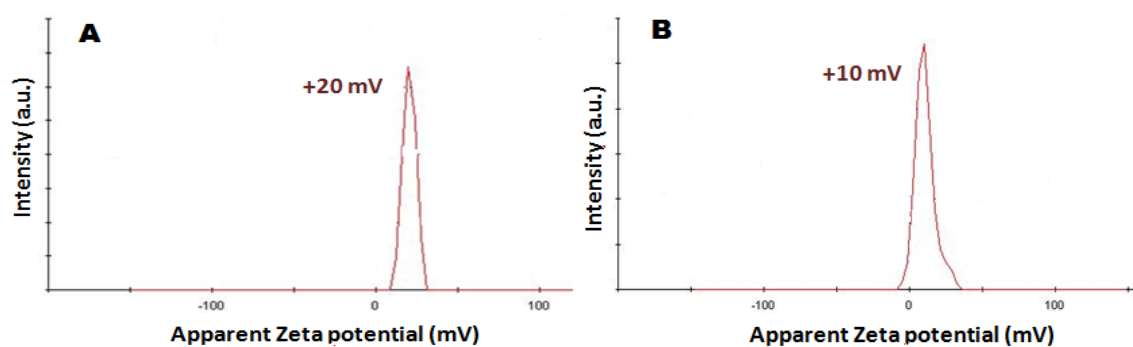 A
+20 mV
Intensity (a.u.)
-100
0
100
Apparent Zeta potential (mV)
B
+10 mV
Intensity (a.u.)
-100
0
100
Apparent Zeta potential (mV)